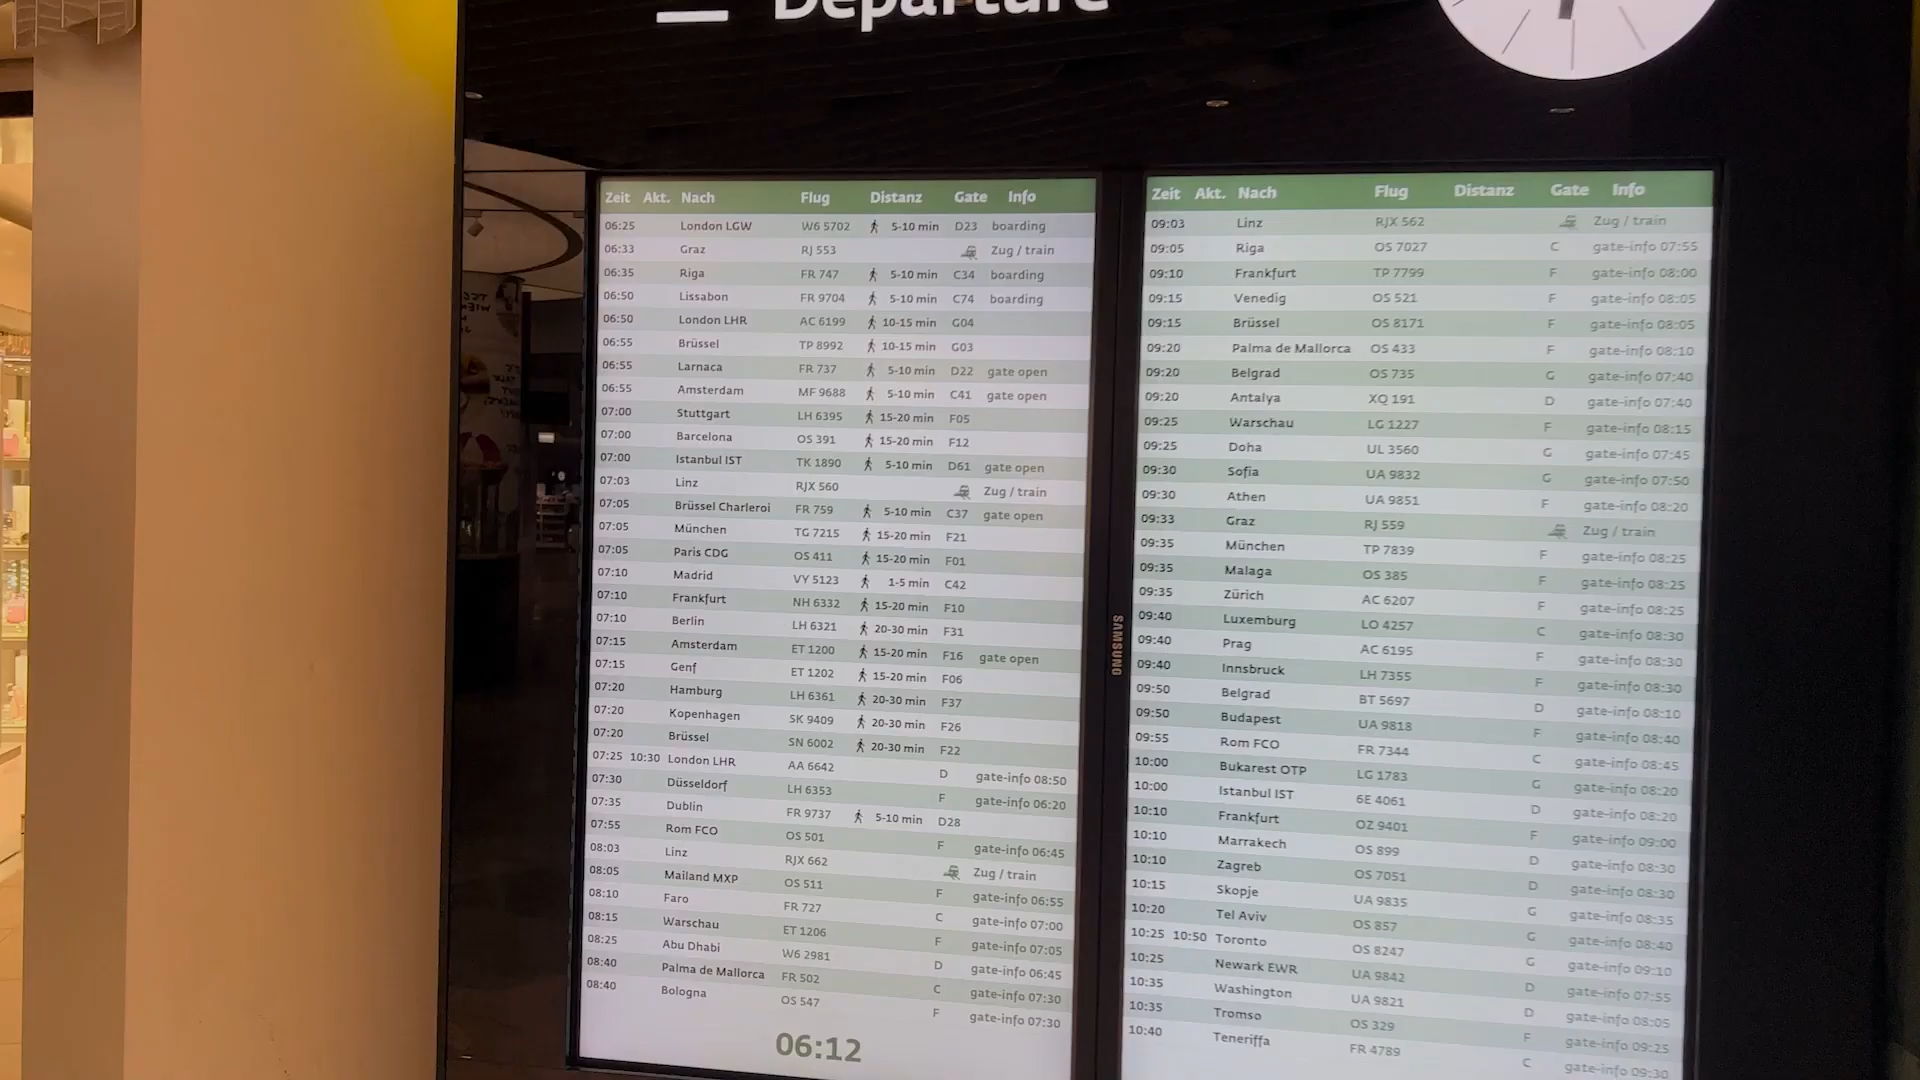 Departure
Zeit Akt. Nach Flug Distanz Gate Info
06:25 London LGW W6 5702 5-10 min D23 boarding
06:33 Graz RJ 553 Zug / train
06:35 Riga FR 747 5-10 min C34 boarding
06:50 Lissabon FR 9704 5-10 min C74 boarding
06:50 London LHR AC 6199 10-15 min G04
06:55 Brüssel TP 8992 10-15 min G03
06:55 Larnaca FR 737 5-10 min D22 gate open
06:55 Amsterdam MF 9688 5-10 min C41 gate open
07:00 Stuttgart LH 6395 15-20 min F05
07:00 Barcelona OS 391 15-20 min F12
07:00 Istanbul IST TK 1890 5-10 min D61 gate open
07:03 Linz RJX 560 Zug / train
07:05 Brüssel Charleroi FR 759 5-10 min C37 gate open
07:05 München TG 7215 15-20 min F21
07:05 Paris CDG OS 411 15-20 min F01
07:10 Madrid VY 5123 1-5 min C42
07:10 Frankfurt NH 6332 15-20 min F10
07:10 Berlin LH 6321 20-30 min F31
07:15 Amsterdam ET 1200 15-20 min F16 gate open
07:15 Genf ET 1202 15-20 min F06
07:20 Hamburg LH 6361 20-30 min F37
07:20 Kopenhagen SK 9409 20-30 min F26
07:20 Brüssel SN 6002 20-30 min F22
07:25 10:30 London LHR AA 6642 D gate-info 08:50
07:30 Düsseldorf LH 6353 F gate-info 06:20
07:35 Dublin FR 9737 5-10 min D28
07:55 Rom FCO OS 501 F gate-info 06:45
08:03 Linz RJX 662 Zug / train
08:05 Mailand MXP OS 511 F gate-info 06:55
08:10 Faro FR 727 C gate-info 07:00
08:15 Warschau ET 1206 F gate-info 07:05
08:25 Abu Dhabi W6 2981 D gate-info 06:45
08:40 Palma de Mallorca FR 502 C gate-info 07:30
08:40 Bologna OS 547 F gate-info 07:30
06:12
SAMSUNG
Zeit Akt. Nach Flug Distanz Gate Info
09:03 Linz RJX 562 Zug / train
09:05 Riga OS 7027 C gate-info 07:55
09:10 Frankfurt TP 7799 F gate-info 08:00
09:15 Venedig OS 521 F gate-info 08:05
09:15 Brüssel OS 8171 F gate-info 08:05
09:20 Palma de Mallorca OS 433 F gate-info 08:10
09:20 Belgrad OS 735 G gate-info 07:40
09:20 Antalya XQ 191 D gate-info 07:40
09:25 Warschau LG 1227 F gate-info 08:15
09:25 Doha UL 3560 G gate-info 07:45
09:30 Sofia UA 9832 G gate-info 07:50
09:30 Athen UA 9851 F gate-info 08:20
09:33 Graz RJ 559 Zug / train
09:35 München TP 7839 F gate-info 08:25
09:35 Malaga OS 385 F gate-info 08:25
09:35 Zürich AC 6207 F gate-info 08:25
09:40 Luxemburg LO 4257 C gate-info 08:30
09:40 Prag AC 6195 F gate-info 08:30
09:40 Innsbruck LH 7355 F gate-info 08:30
09:50 Belgrad BT 5697 D gate-info 08:10
09:50 Budapest UA 9818 F gate-info 08:40
09:55 Rom FCO FR 7344 C gate-info 08:45
10:00 Bukarest OTP LG 1783 G gate-info 08:20
10:00 Istanbul IST 6E 4061 D gate-info 08:20
10:10 Frankfurt OZ 9401 F gate-info 09:00
10:10 Marrakech OS 899 D gate-info 08:30
10:10 Zagreb OS 7051 D gate-info 08:30
10:15 Skopje UA 9835 G gate-info 08:35
10:20 Tel Aviv OS 857 G gate-info 08:40
10:25 10:50 Toronto OS 8247 G gate-info 09:10
10:25 Newark EWR UA 9842 D gate-info 07:55
10:35 Washington UA 9821 D gate-info 08:05
10:35 Tromso OS 329 F gate-info 09:25
10:40 Teneriffa FR 4789 C gate-info 09:30